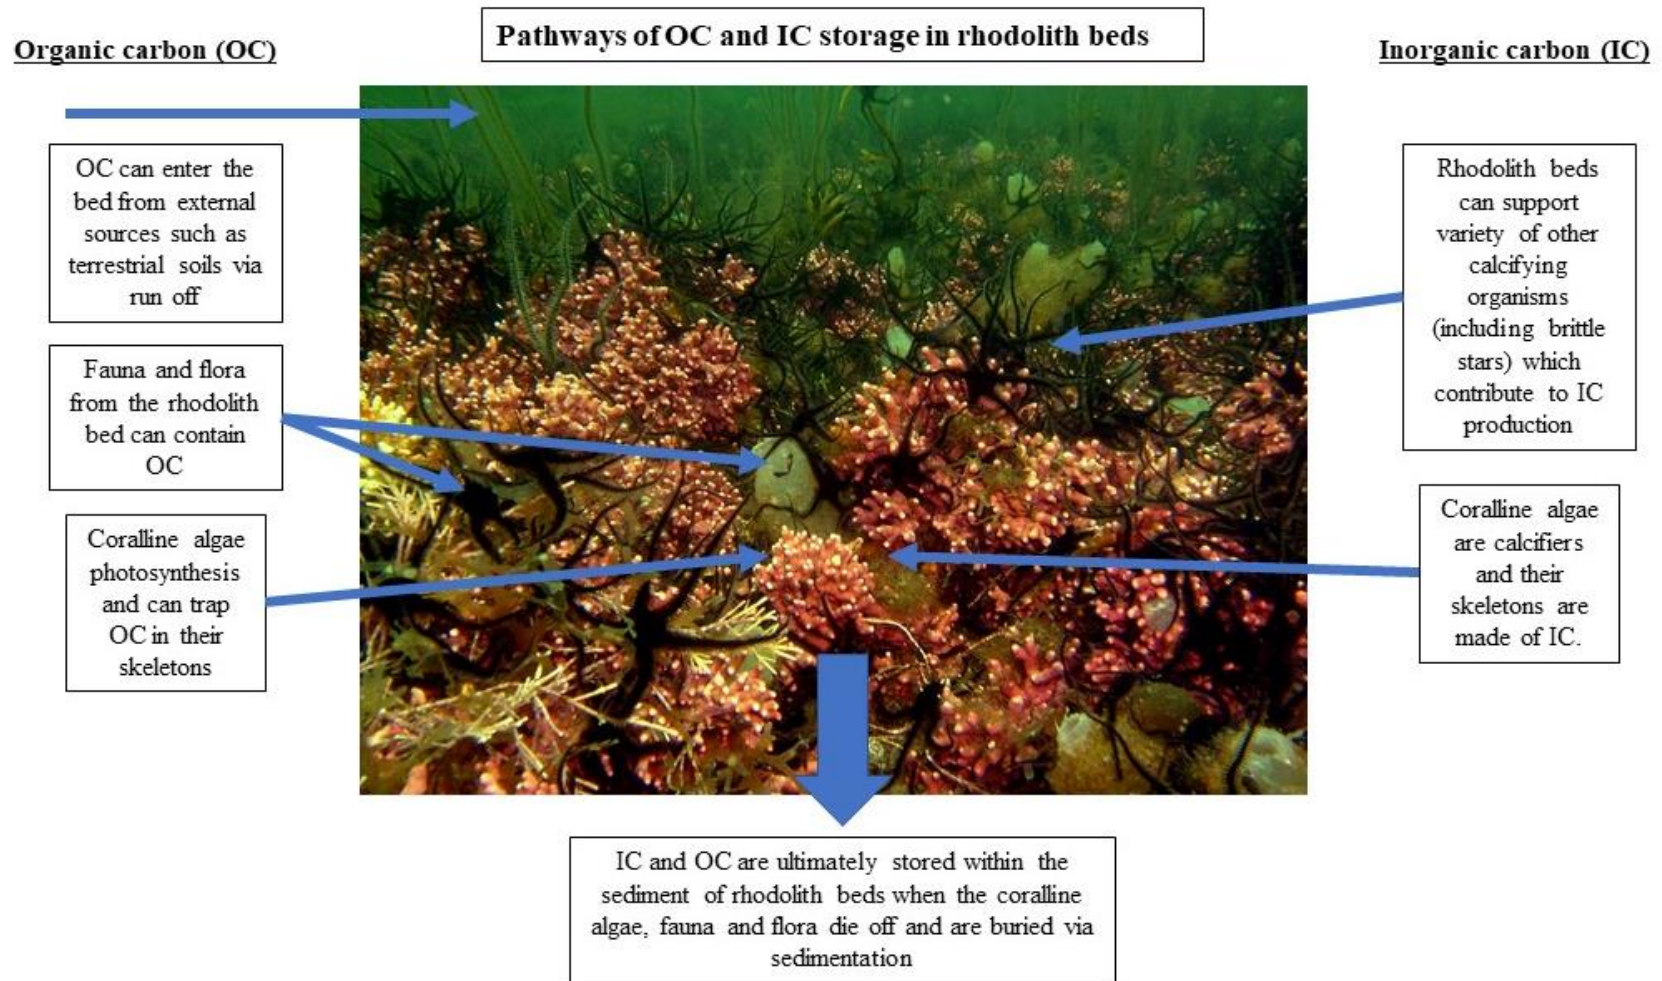 Pathways of OC and IC storage in rhodolith beds
Organic carbon (OC)
Inorganic carbon (IC)
OC can enter the
bed from external
sources such as
terrestrial soils via
run off
Fauna and flora
from the rhodolith
bed can contain
OC
Coralline algae
photosynthesis
and can trap
OC in their
skeletons
Rhodolith beds
can support
variety of other
calcifying
organisms
(including brittle
stars) which
contribute to IC
production
Coralline algae
are calcifiers
and their
skeletons are
made of IC.
IC and OC are ultimately stored within the
sediment of rhodolith beds when the coralline
algae, fauna and flora die off and are buried via
sedimentation